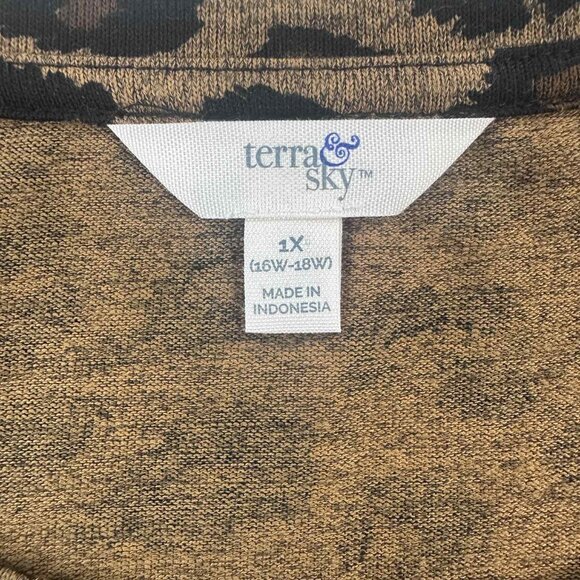 terra &
sky™
1X
(16W-18W)
MADE IN
INDONESIA